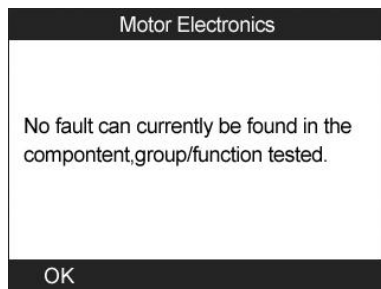 Motor Electronics
No fault can currently be found in the
compontent,group/function tested.
OK